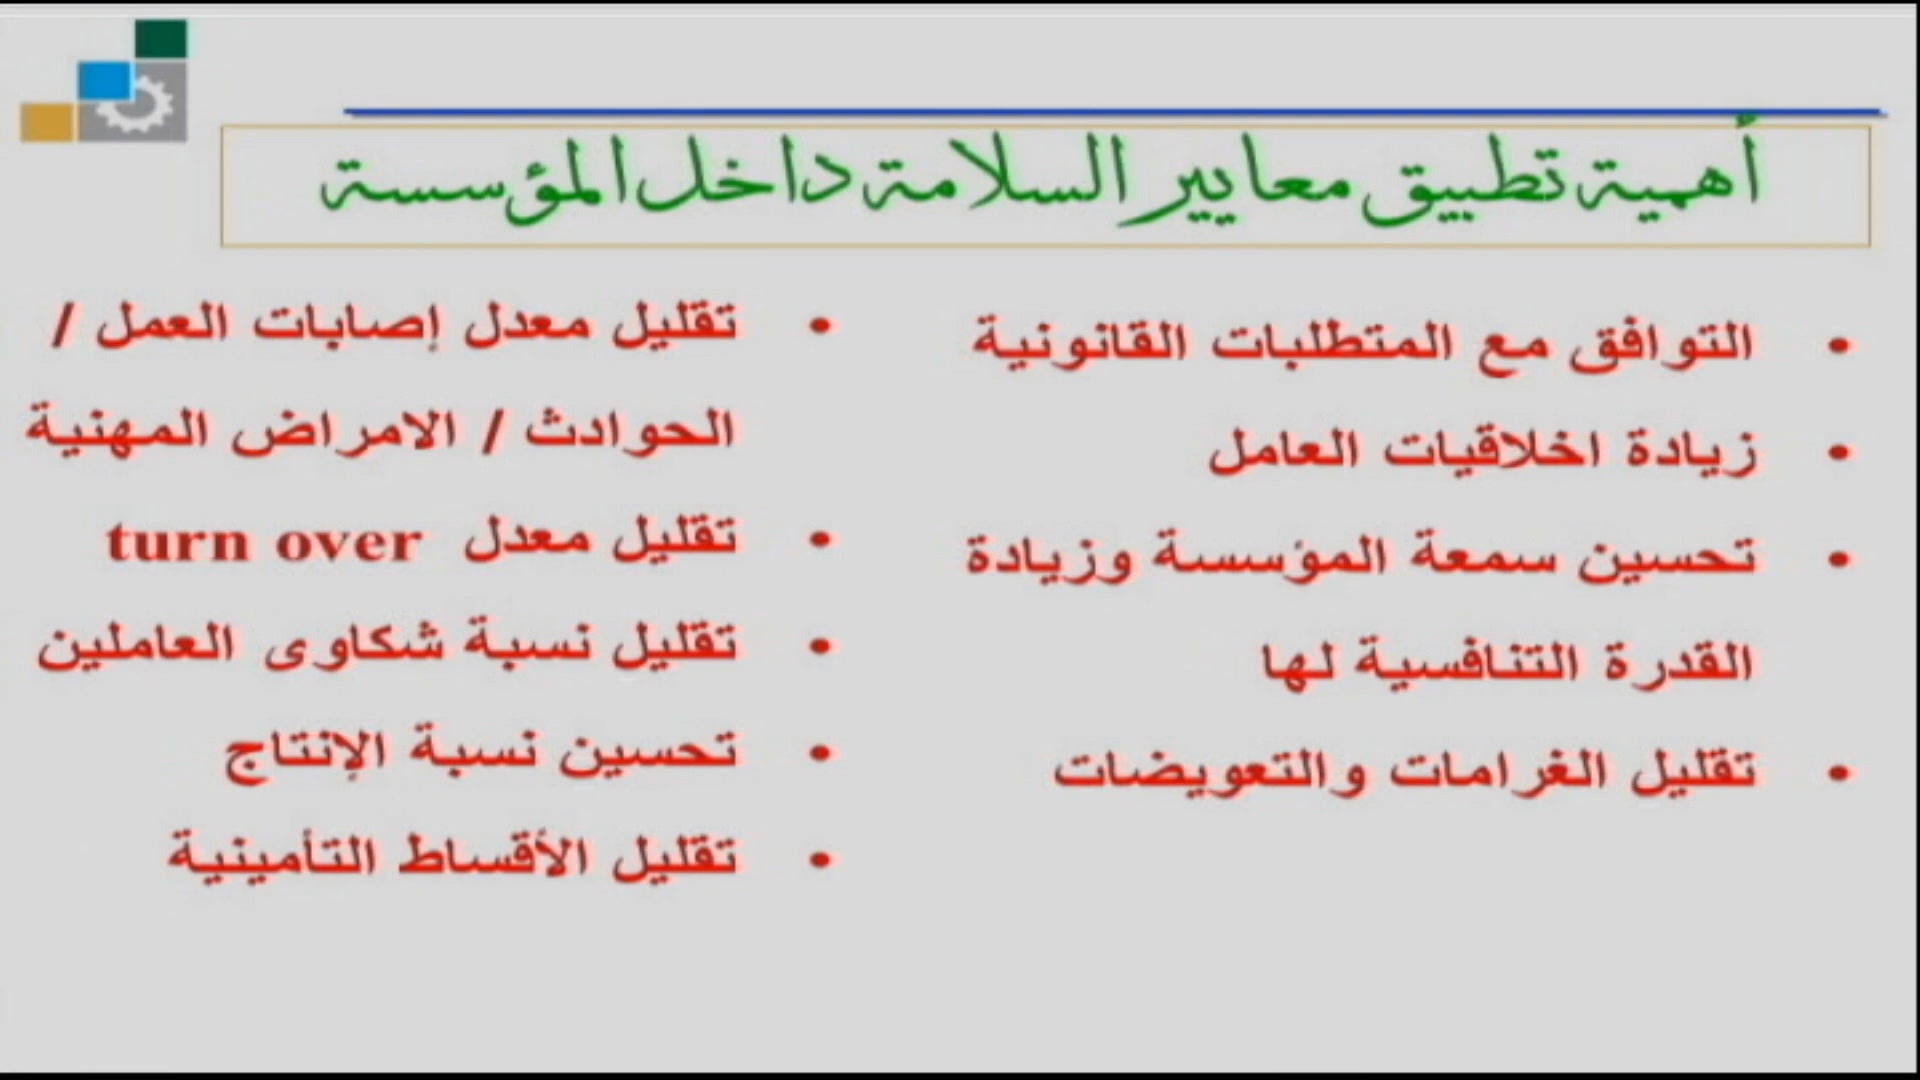 أهمية تطبيق معايير السلامة داخل المؤسسة
• التوافق مع المتطلبات القانونية
• زيادة اخلاقيات العامل
• تحسين سمعة المؤسسة وزيادة
القدرة التنافسية لها
• تقليل الغرامات والتعويضات
• تقليل معدل إصابات العمل /
الحوادث / الامراض المهنية
• تقليل معدل turn over
• تقليل نسبة شكاوى العاملين
• تحسين نسبة الإنتاج
• تقليل الأقساط التأمينية